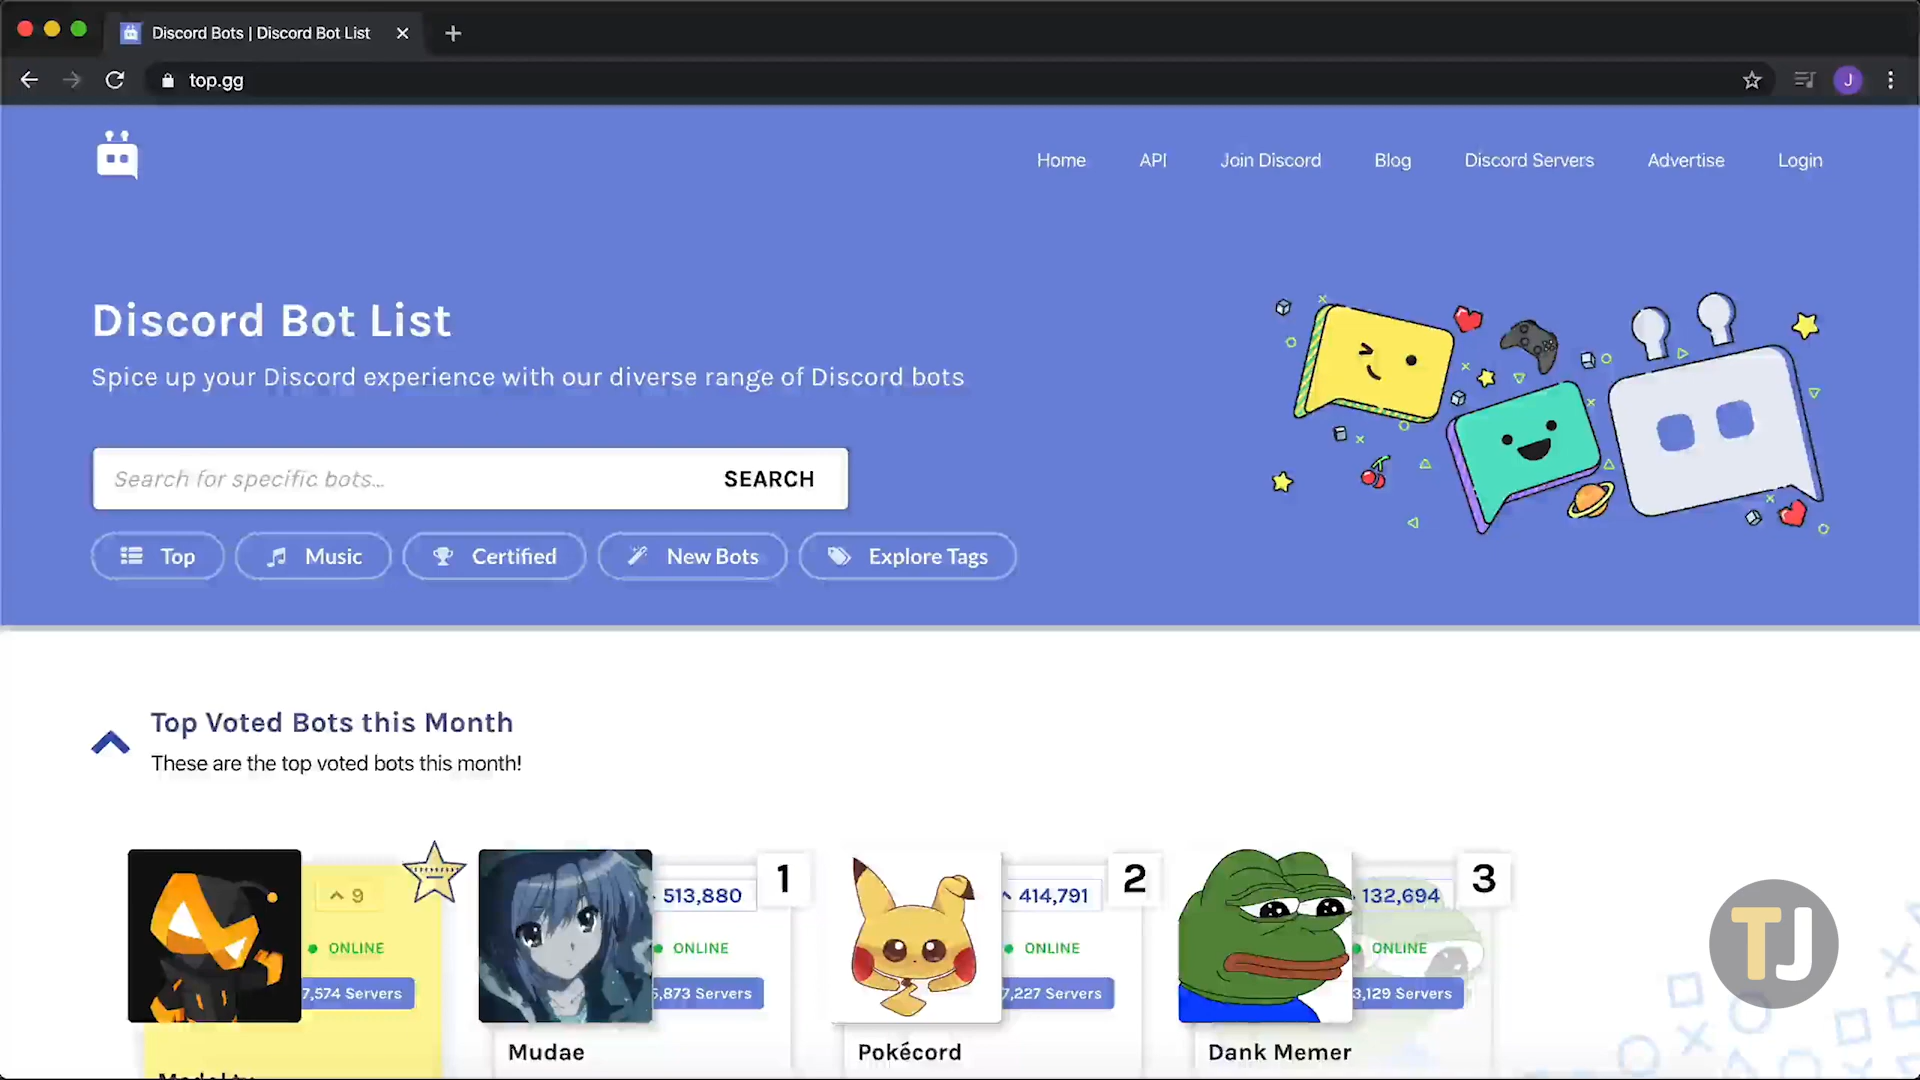 Discord Bots | Discord Bot List
top.gg
J
Home API Join Discord Blog Discord Servers Advertise Login
Discord Bot List
Spice up your Discord experience with our diverse range of Discord bots
Search for specific bots... SEARCH
Top Music Certified New Bots Explore Tags
Top Voted Bots this Month
These are the top voted bots this month!
9 513,880 1 414,791 2 132,694 3
ONLINE ONLINE ONLINE ONLINE
7,574 Servers 5,873 Servers 7,227 Servers 3,129 Servers
TJ
Mudae Pokécord Dank Memer